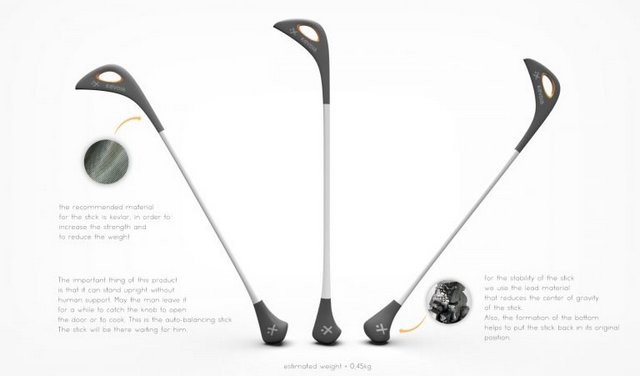 the recommended material
for the stick is kevlar, in order to
increase the strength and
to reduce the weight
The important thing of this product
is that it can stand upright without
human support. May the man leave it
for a while to catch the knob to open
the door or to cook. This is the auto-balancing stick
The stick will be there waiting for him.
for the stability of the stick
we use the lead material
that reduces the center of gravity
of the stick.
Also, the formation of the bottom
helps to put the stick back in its original
position.
estimated weight = 0,45kg